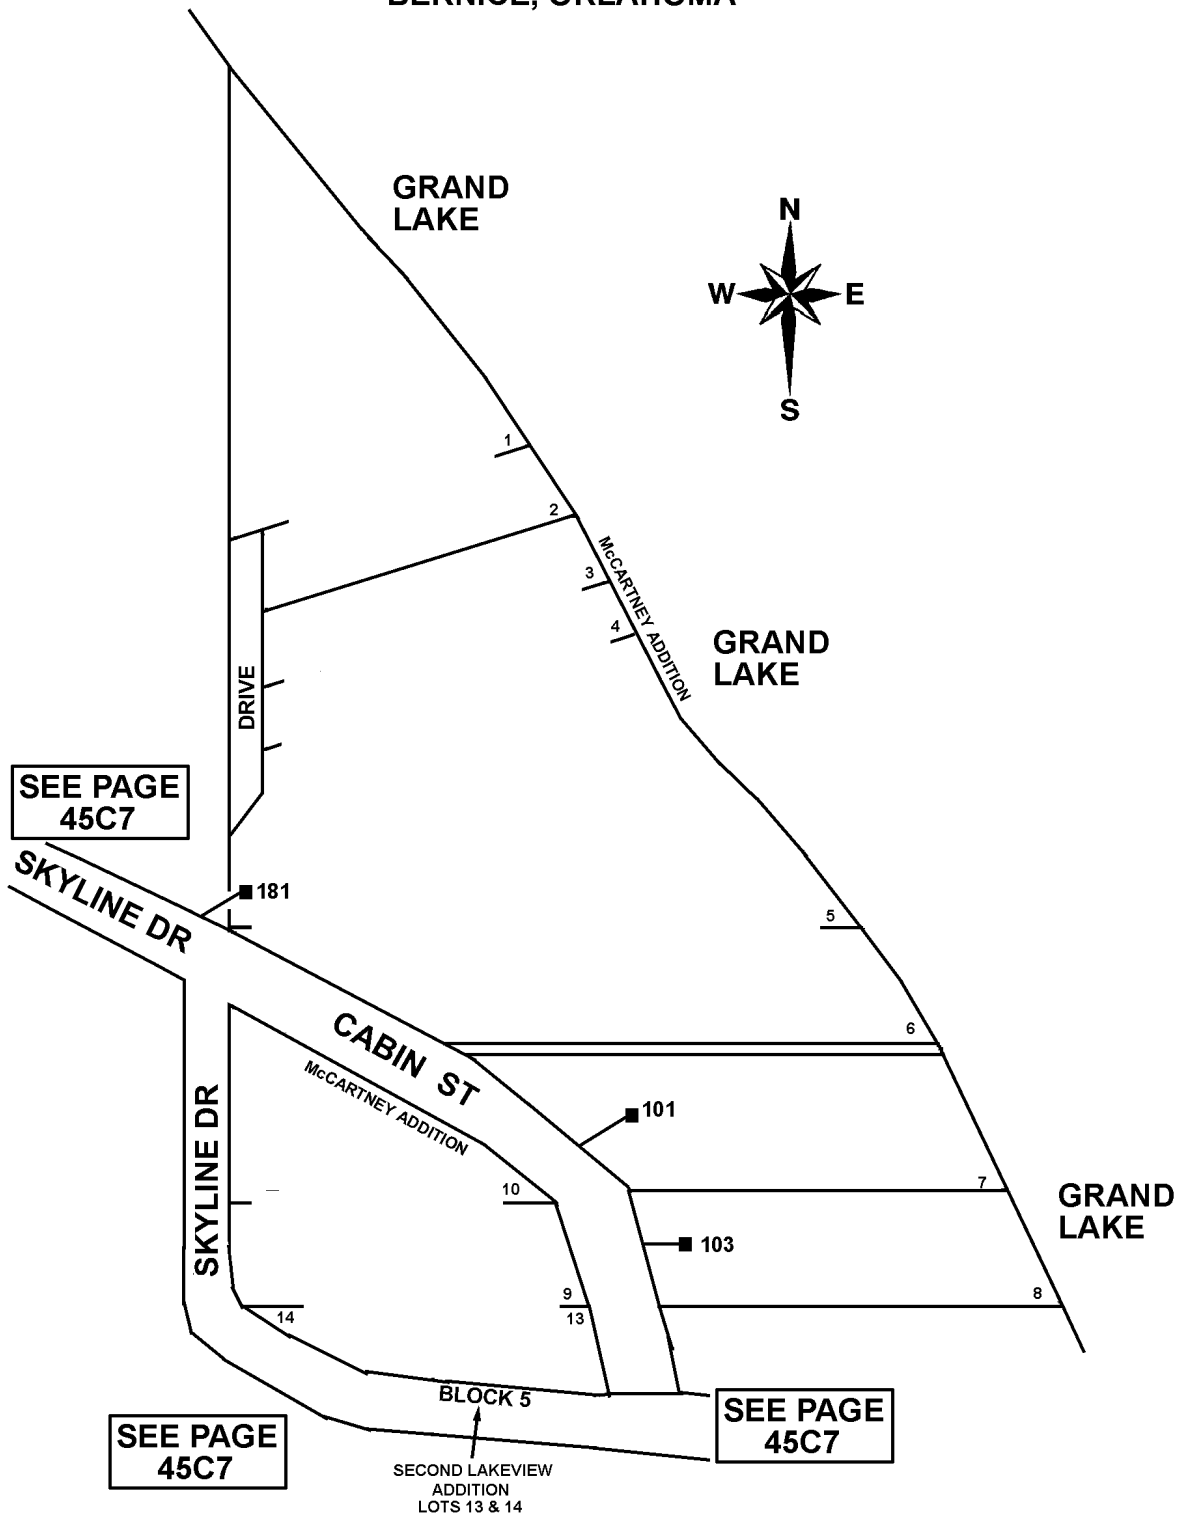 BERNICE, OKLAHOMA
GRAND
LAKE
N
W
E
S
1
2
3
McCARTNEY ADDITION
4
GRAND
LAKE
DRIVE
SEE PAGE
45C7
SKYLINE DR
181
5
6
CABIN ST
McCARTNEY ADDITION
101
SKYLINE DR
10
7
GRAND
LAKE
103
9
13
8
14
BLOCK 5
SEE PAGE
45C7
SEE PAGE
45C7
SECOND LAKEVIEW
ADDITION
LOTS 13 & 14